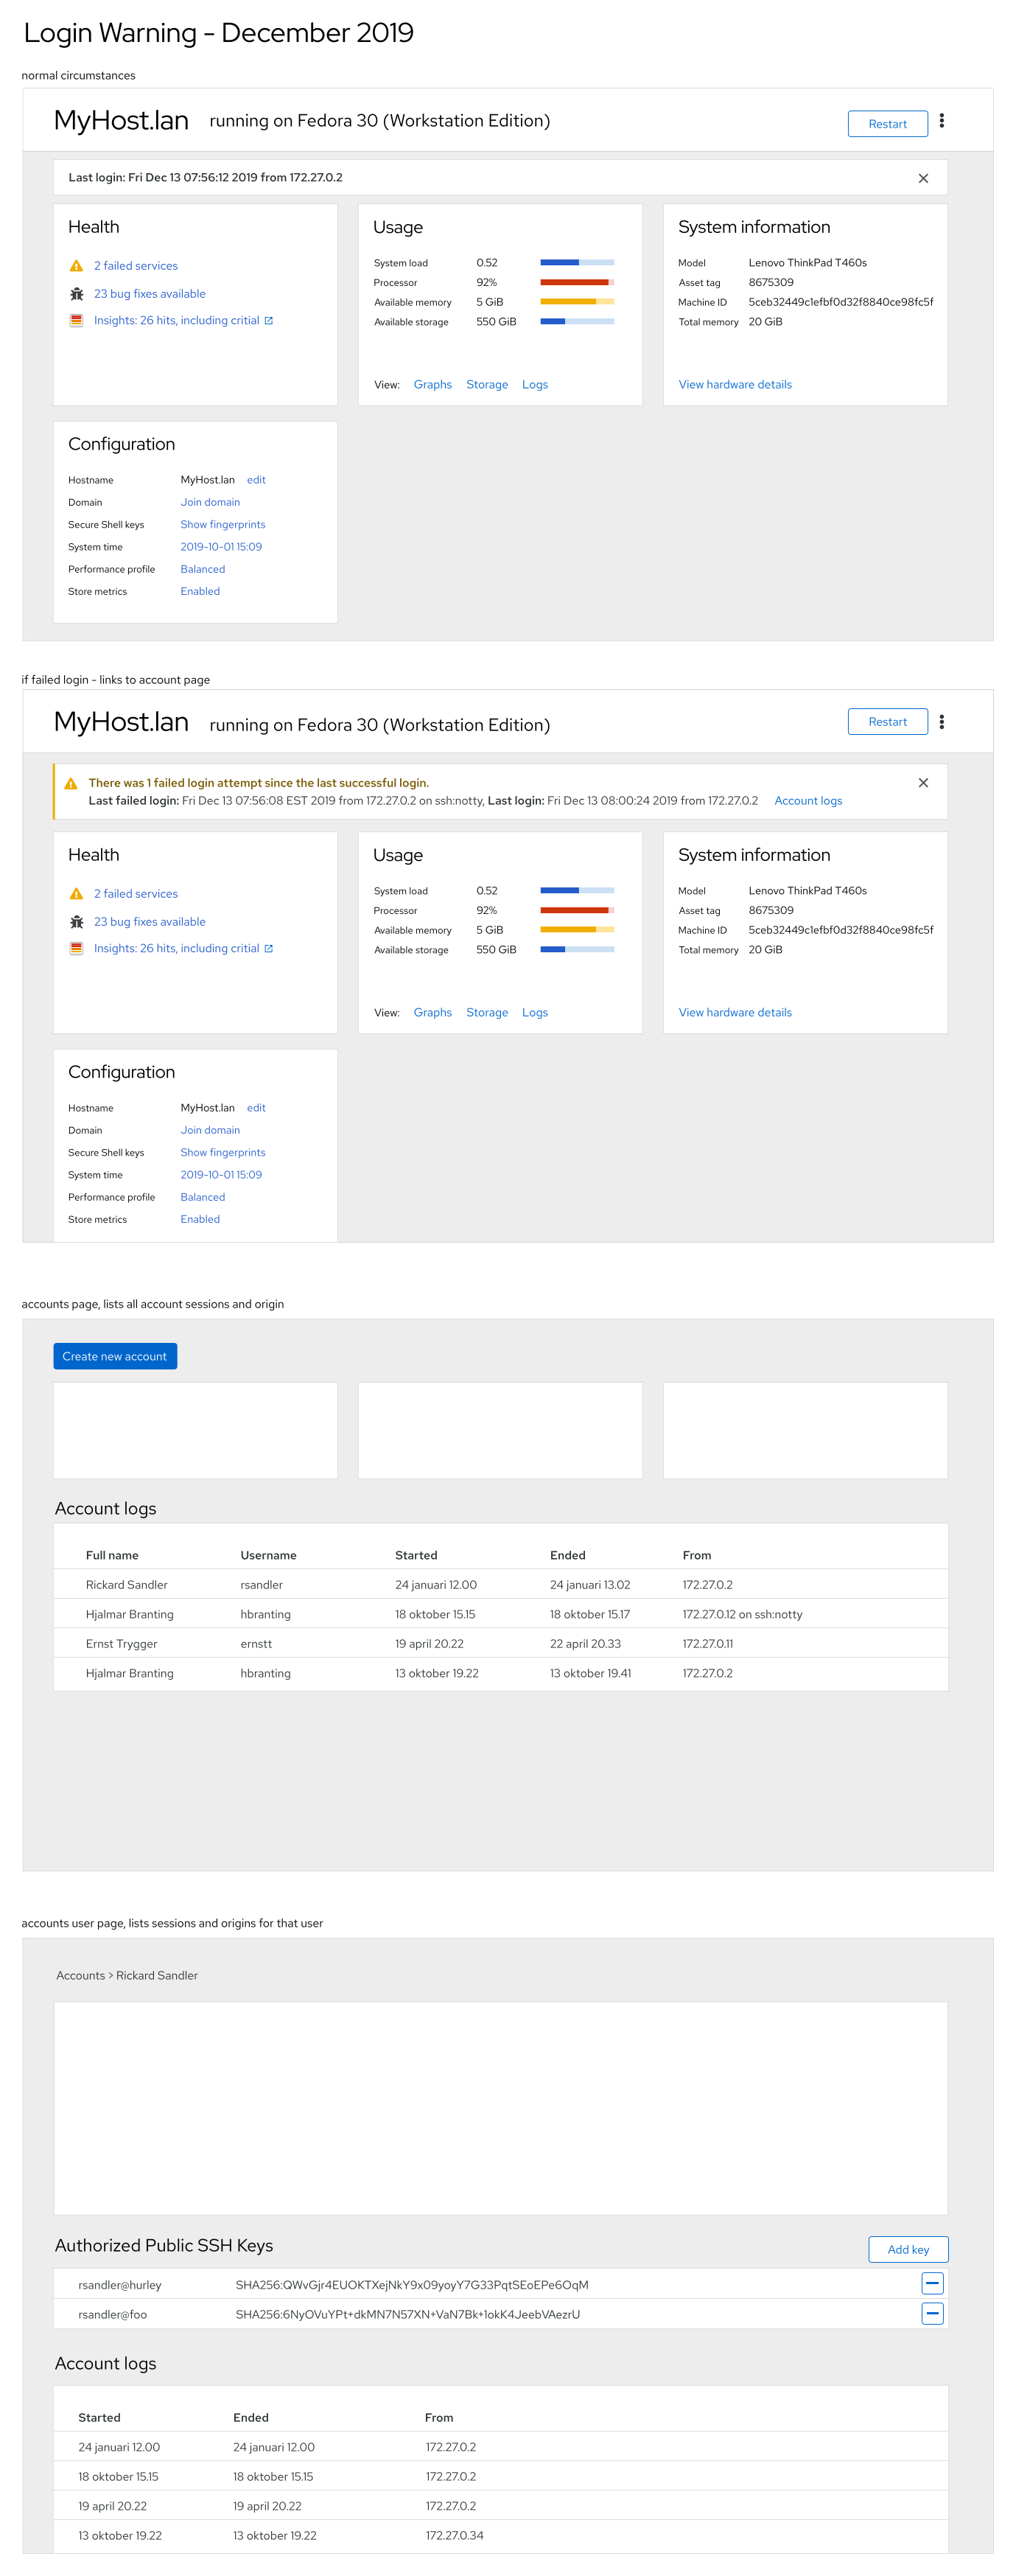 Login Warning - December 2019
normal circumstances
MyHost.lan running on Fedora 30 (Workstation Edition) Restart
Last login: Fri Dec 13 07:56:12 2019 from 172.27.0.2
Health
2 failed services
23 bug fixes available
Insights: 26 hits, including critial
Usage
System load 0.52
Processor 92%
Available memory 5 GiB
Available storage 550 GiB
View: Graphs Storage Logs
System information
Model Lenovo ThinkPad T460s
Asset tag 8675309
Machine ID 5ceb32449c1efbf0d32f8840ce98fc5f
Total memory 20 GiB
View hardware details
Configuration
Hostname MyHost.lan edit
Domain Join domain
Secure Shell keys Show fingerprints
System time 2019-10-01 15:09
Performance profile Balanced
Store metrics Enabled
if failed login - links to account page
MyHost.lan running on Fedora 30 (Workstation Edition) Restart
There was 1 failed login attempt since the last successful login.
Last failed login: Fri Dec 13 07:56:08 EST 2019 from 172.27.0.2 on ssh:notty, Last login: Fri Dec 13 08:00:24 2019 from 172.27.0.2 Account logs
Health
2 failed services
23 bug fixes available
Insights: 26 hits, including critial
Usage
System load 0.52
Processor 92%
Available memory 5 GiB
Available storage 550 GiB
View: Graphs Storage Logs
System information
Model Lenovo ThinkPad T460s
Asset tag 8675309
Machine ID 5ceb32449c1efbf0d32f8840ce98fc5f
Total memory 20 GiB
View hardware details
Configuration
Hostname MyHost.lan edit
Domain Join domain
Secure Shell keys Show fingerprints
System time 2019-10-01 15:09
Performance profile Balanced
Store metrics Enabled
accounts page, lists all account sessions and origin
Create new account
Account logs
Full name Username Started Ended From
Rickard Sandler rsandler 24 januari 12.00 24 januari 13.02 172.27.0.2
Hjalmar Branting hbranting 18 oktober 15.15 18 oktober 15.17 172.27.0.12 on ssh:notty
Ernst Trygger ernstt 19 april 20.22 22 april 20.33 172.27.0.11
Hjalmar Branting hbranting 13 oktober 19.22 13 oktober 19.41 172.27.0.2
accounts user page, lists sessions and origins for that user
Accounts > Rickard Sandler
Authorized Public SSH Keys Add key
rsandler@hurley SHA256:QWvGjr4EUOKTXejNkY9x09yoyY7G33PqtSEoEPe6OqM
rsandler@foo SHA256:6NyOVuYPt+dkMN7N57XN+VaN7Bk+1okK4JeebVAezrU
Account logs
Started Ended From
24 januari 12.00 24 januari 12.00 172.27.0.2
18 oktober 15.15 18 oktober 15.15 172.27.0.2
19 april 20.22 19 april 20.22 172.27.0.2
13 oktober 19.22 13 oktober 19.22 172.27.0.34